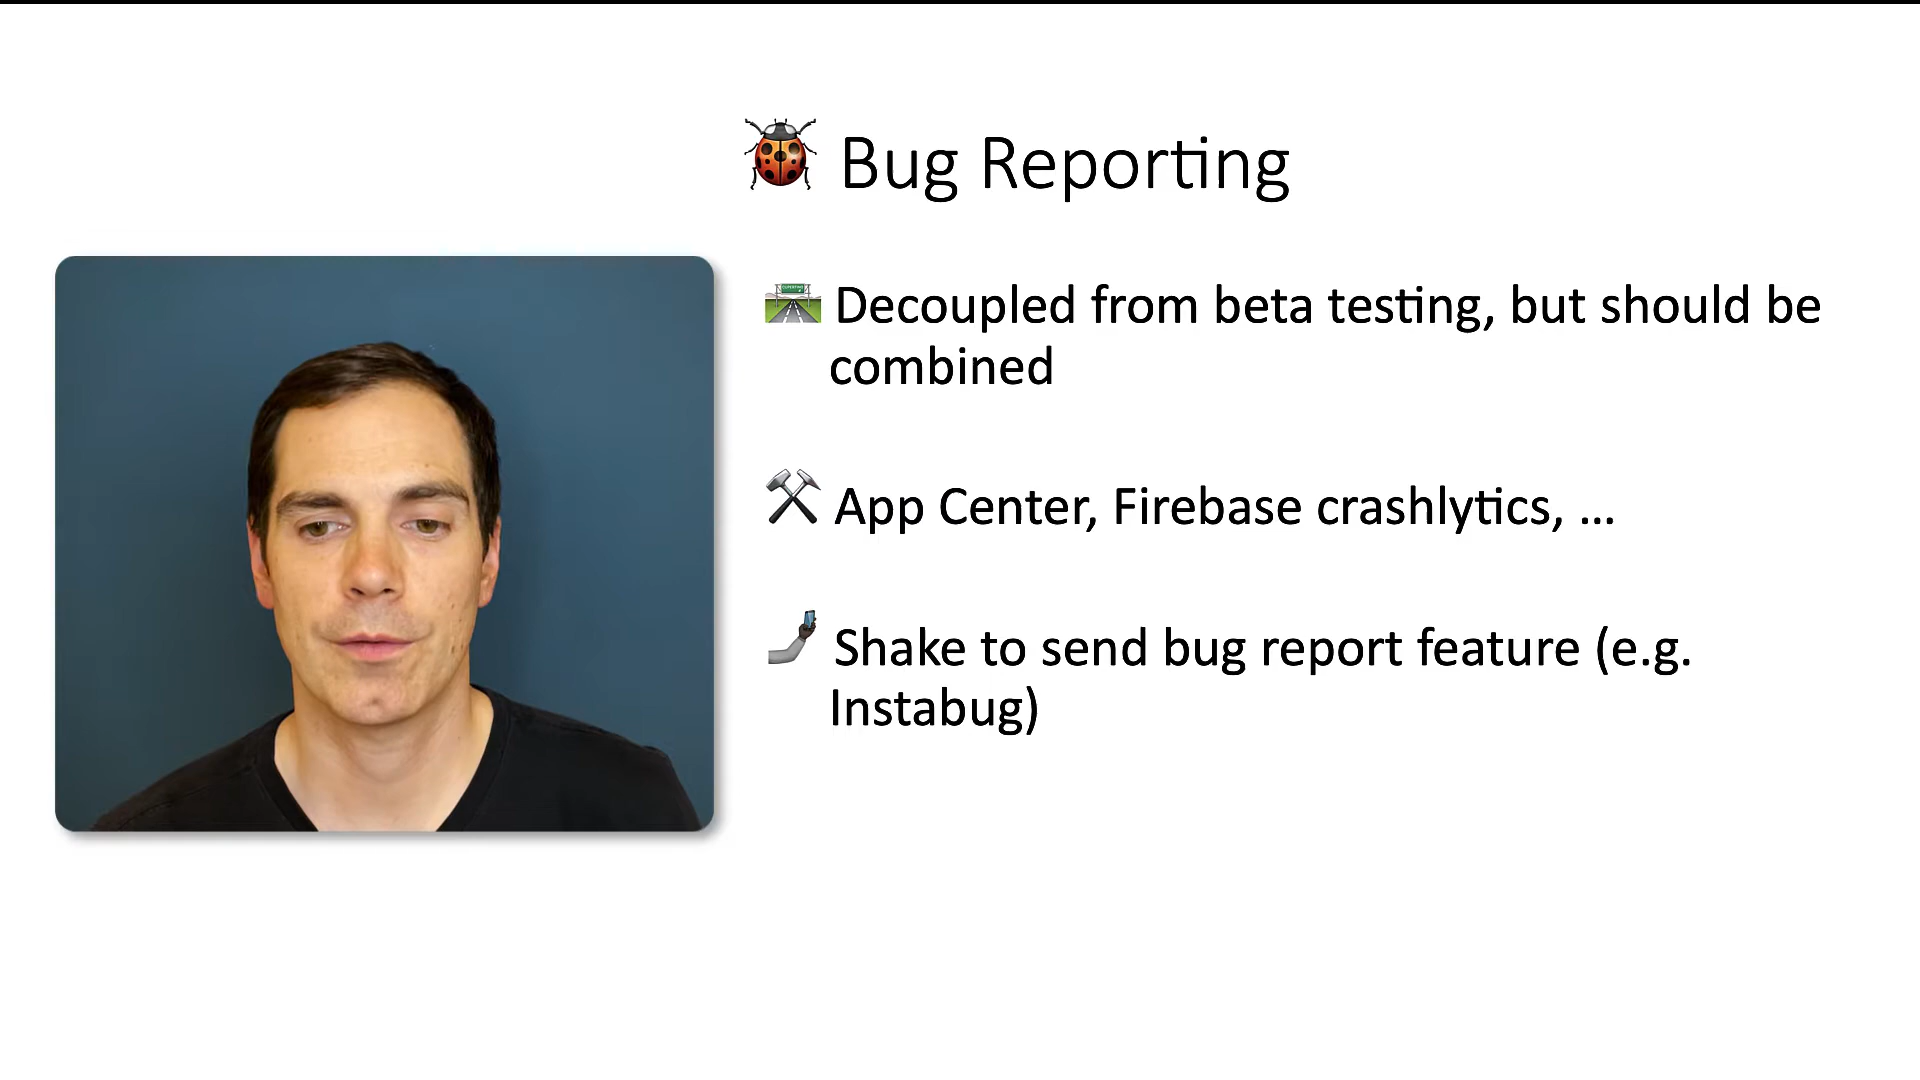 🐞 Bug Reporting
🛣️ Decoupled from beta testing, but should be
combined
⚒️ App Center, Firebase crashlytics, ...
🤳 Shake to send bug report feature (e.g.
Instabug)